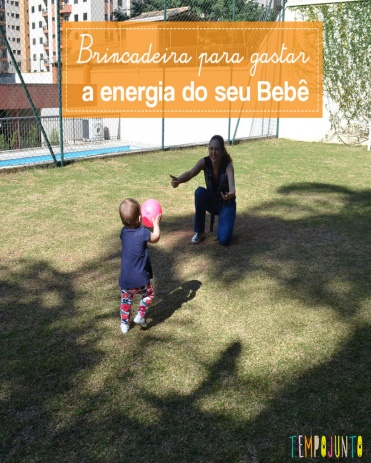 Brincadeira para gastar
a energia do seu Bebê
TEMPOJUNTO